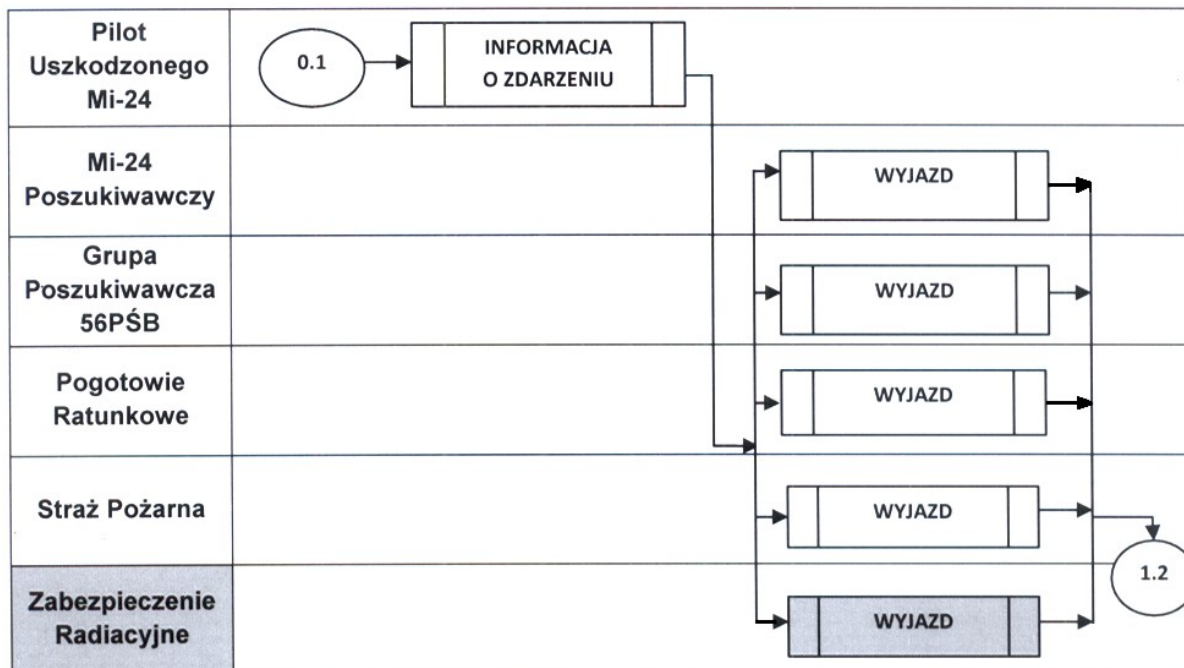 Pilot
Uszkodzonego
Mi-24
0.1
INFORMACJA
O ZDARZENIU
Mi-24
Poszukiwawczy
WYJAZD
Grupa
Poszukiwawcza
56PŚB
WYJAZD
Pogotowie
Ratunkowe
WYJAZD
Straż Pożarna
WYJAZD
1.2
Zabezpieczenie
Radiacyjne
WYJAZD